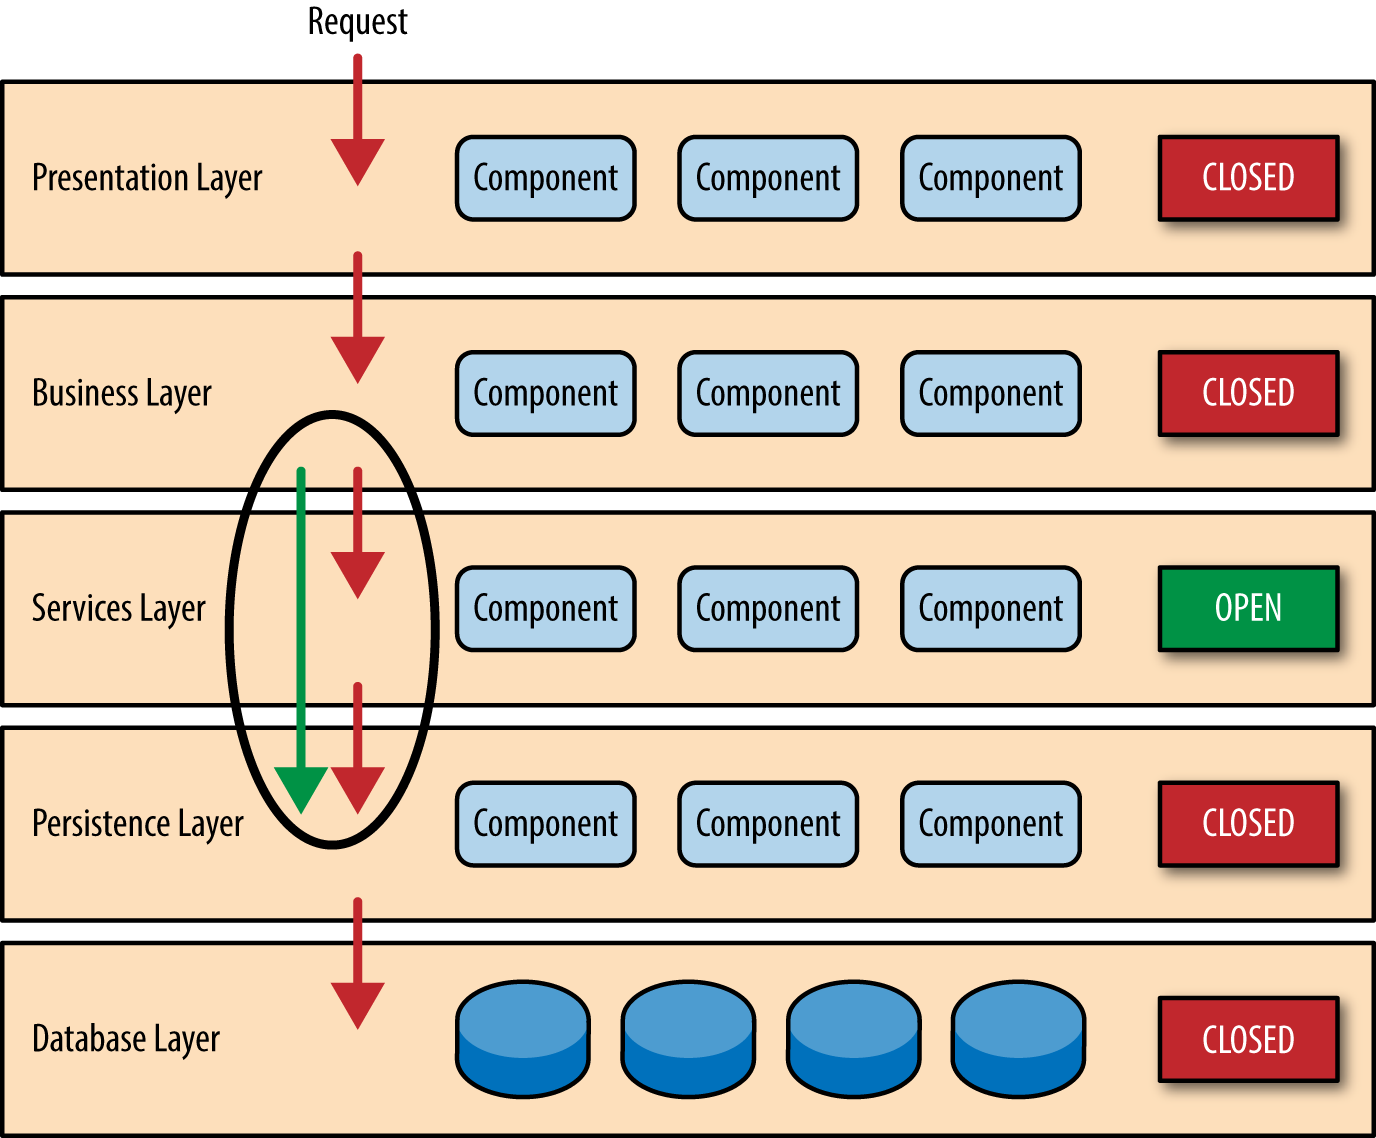 Request
Presentation Layer
Component
Component
Component
CLOSED
Business Layer
Component
Component
Component
CLOSED
Services Layer
Component
Component
Component
OPEN
Persistence Layer
Component
Component
Component
CLOSED
Database Layer
CLOSED